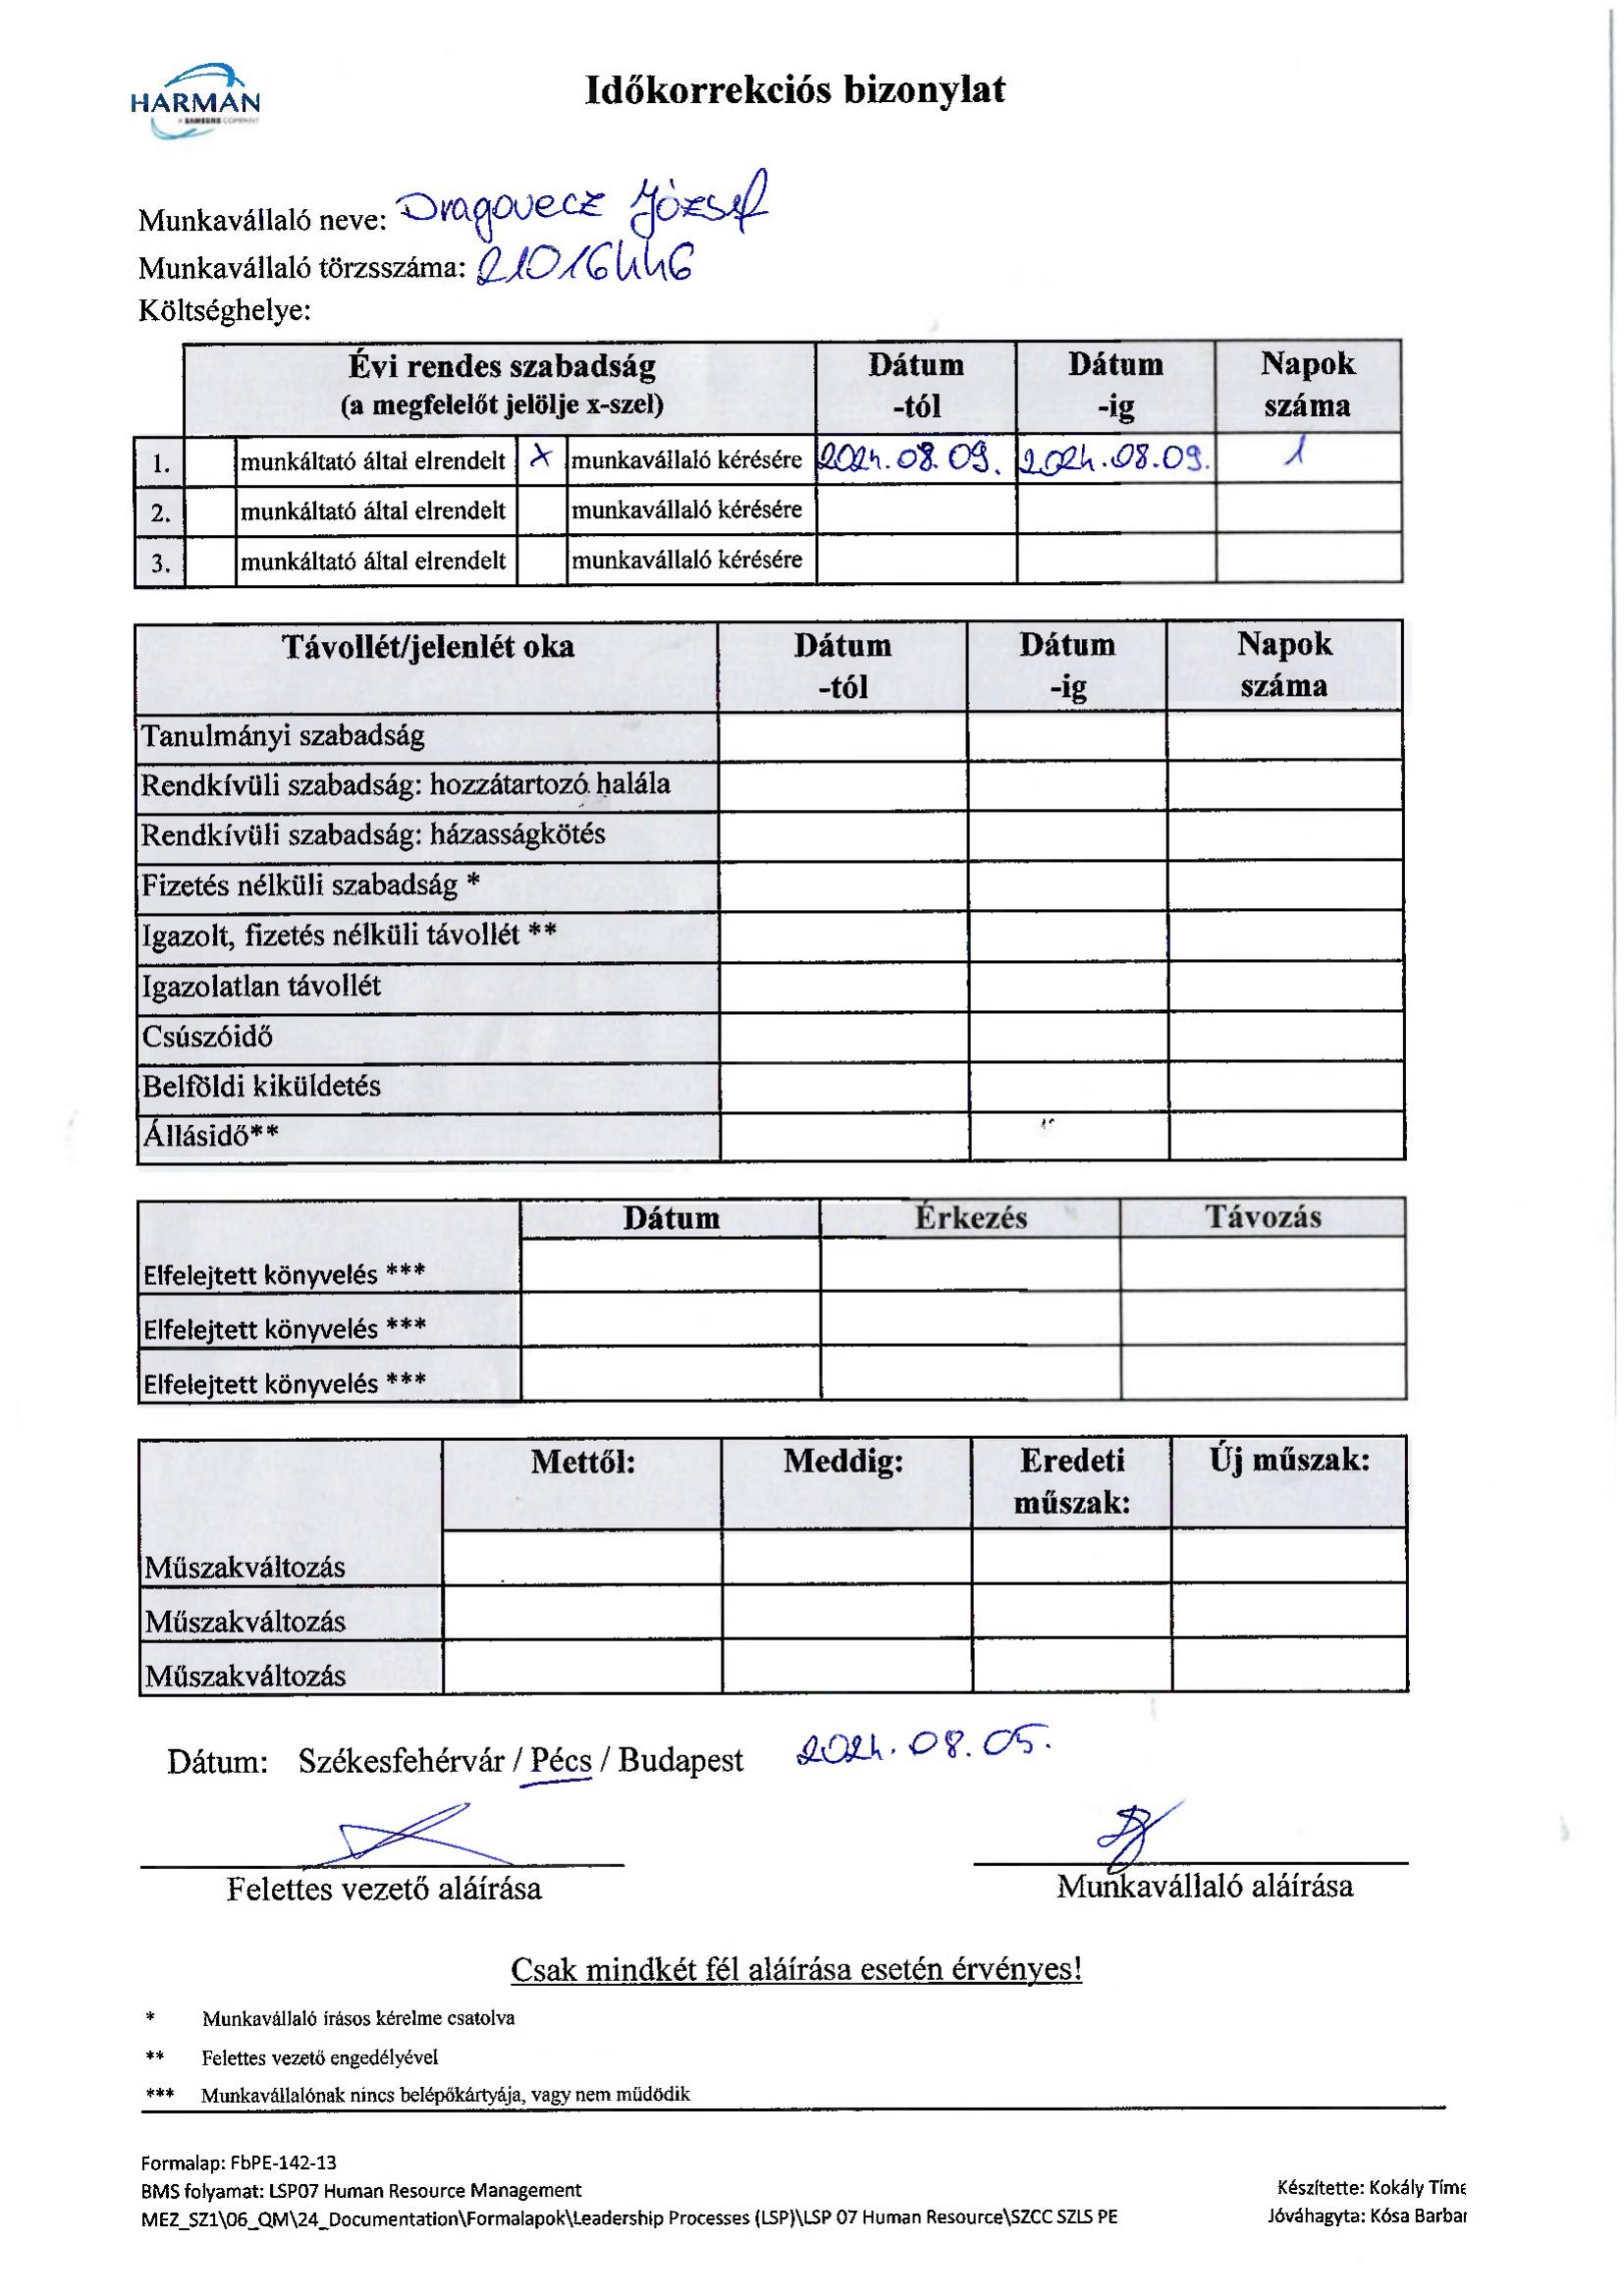 HARMAN
A SAMSUNG COMPANY
Időkorrekciós bizonylat
Munkavállaló neve: Dragovecz József
Munkavállaló törzsszáma: 21016446
Költséghelye:
Évi rendes szabadság (a megfelelőt jelölje x-szel) Dátum -tól Dátum -ig Napok száma
1. munkáltató által elrendelt x munkavállaló kérésére 2024.08.09. 2024.08.09. 1
2. munkáltató által elrendelt munkavállaló kérésére
3. munkáltató által elrendelt munkavállaló kérésére
Távollét/jelenlét oka Dátum -tól Dátum -ig Napok száma
Tanulmányi szabadság
Rendkívüli szabadság: hozzátartozó halála
Rendkívüli szabadság: házasságkötés
Fizetés nélküli szabadság *
Igazolt, fizetés nélküli távollét **
Igazolatlan távollét
Csúszóidő
Belföldi kiküldetés
Állásidő**
Dátum Érkezés Távozás
Elfelejtett könyvelés ***
Elfelejtett könyvelés ***
Elfelejtett könyvelés ***
Mettől: Meddig: Eredeti műszak: Új műszak:
Műszakváltozás
Műszakváltozás
Műszakváltozás
Dátum: Székesfehérvár / Pécs / Budapest 2024.08.05.
Felettes vezető aláírása Munkavállaló aláírása
Csak mindkét fél aláírása esetén érvényes!
* Munkavállaló írásos kérelme csatolva
** Felettes vezető engedélyével
*** Munkavállalónak nincs belépőkártyája, vagy nem müdödik
Formalap: FbPE-142-13
BMS folyamat: LSP07 Human Resource Management Készítette: Kokály Tíme
MEZ_SZ1\06_QM\24_Documentation\Formalapok\Leadership Processes (LSP)\LSP 07 Human Resource\SZCC SZLS PE Jóváhagyta: Kósa Barbar